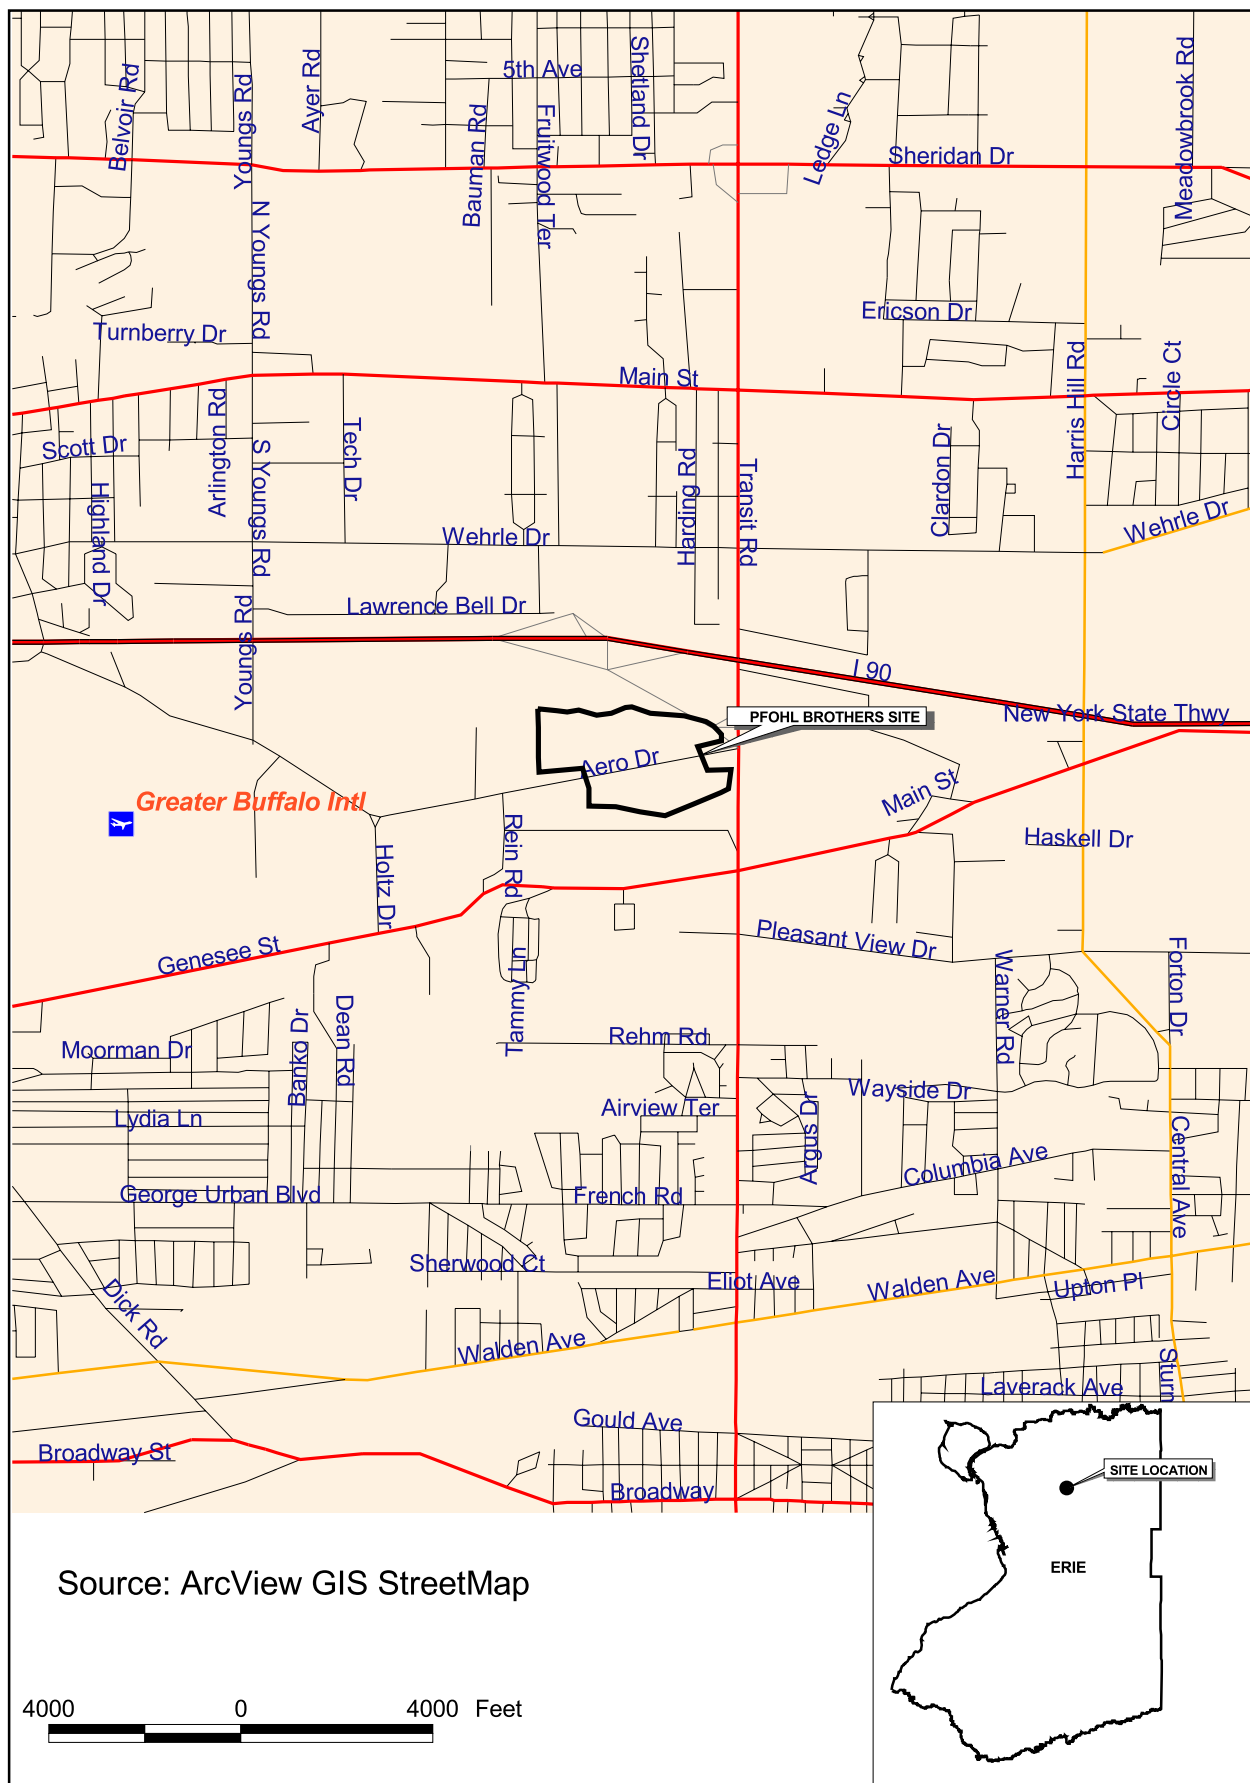 Belvoir Rd
Youngs Rd
Ayer Rd
Bauman Rd
5th Ave
Fruitwood Ter
Shetland Dr
Ledge Ln
Sheridan Dr
Meadowbrook Rd
N Youngs Rd
Turnberry Dr
Ericson Dr
Main St
Harris Hill Rd
Circle Ct
Scott Dr
Arlington Rd
Tech Dr
S Youngs Rd
Highland Dr
Harding Rd
Transit Rd
Clardon Dr
Wehrle Dr
Wehrle Dr
Lawrence Bell Dr
Youngs Rd
I 90
New York State Thwy
PFOHL BROTHERS SITE
Aero Dr
Greater Buffalo Intl
Main St
Haskell Dr
Rein Rd
Holtz Dr
Genesee St
Pleasant View Dr
Warner Rd
Forton Dr
Tammy Ln
Dean Rd
Banko Dr
Moorman Dr
Rehm Rd
Wayside Dr
Airview Ter
Argus Dr
Lydia Ln
Central Ave
Columbia Ave
George Urban Blvd
French Rd
Sherwood Ct
Eliot Ave
Walden Ave
Upton Pl
Dick Rd
Walden Ave
Sturm
Laverack Ave
Gould Ave
Broadway St
Broadway
SITE LOCATION
ERIE
Source: ArcView GIS StreetMap
4000 0 4000 Feet